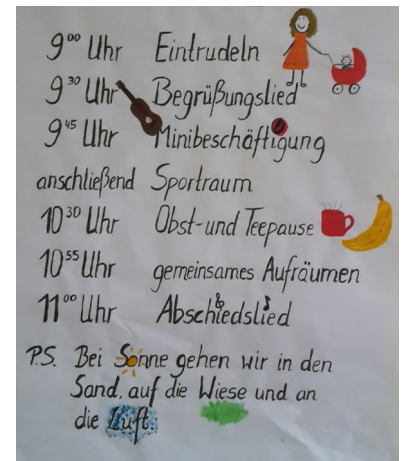 9⁰⁰ Uhr Eintrudeln
9³⁰ Uhr Begrüßungslied
9⁴⁵ Uhr Minibeschäftigung
anschließend Sportraum
10³⁰ Uhr Obst- und Teepause
10⁵⁵ Uhr gemeinsames Aufräumen
11⁰⁰ Uhr Abschiedslied
P.S. Bei Sonne gehen wir in den
Sand, auf die Wiese und an
die Luft.